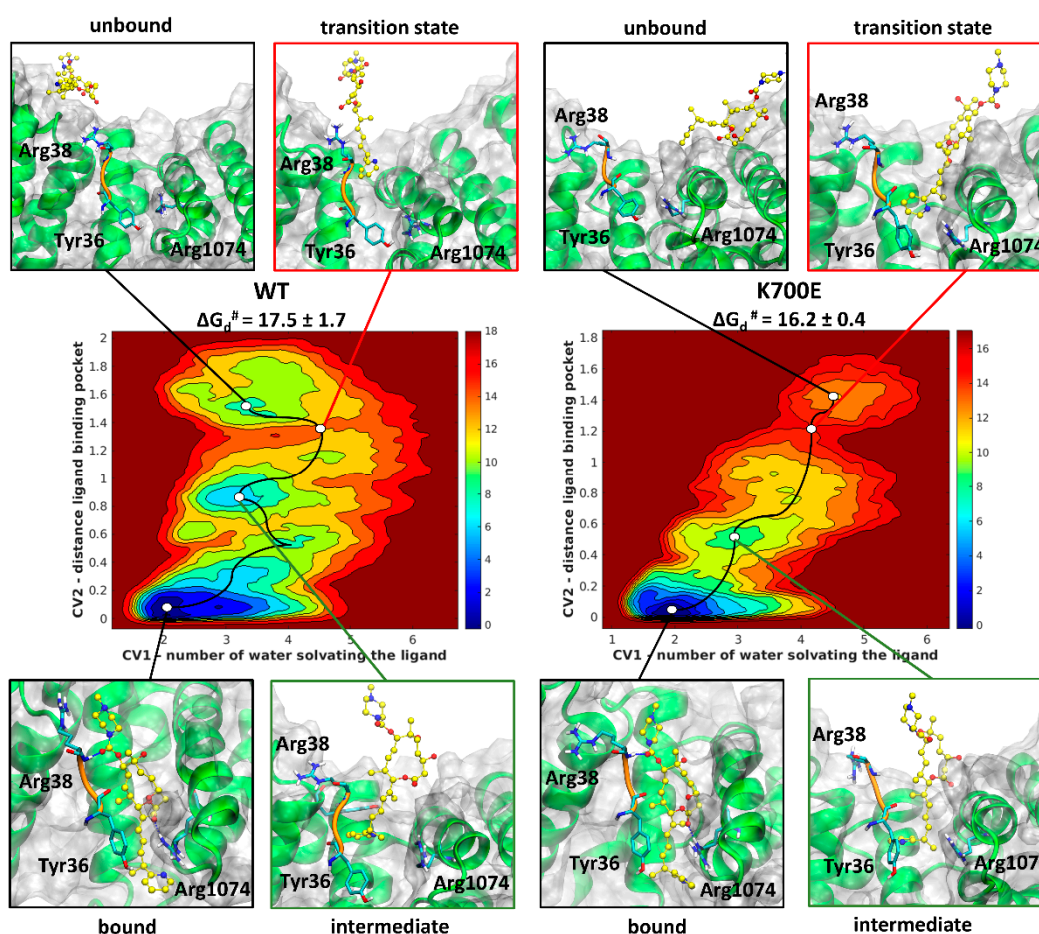 unbound
transition state
unbound
transition state
Arg38
Tyr36
Arg1074
Arg38
Tyr36
Arg1074
Arg38
Tyr36
Arg1074
Arg38
Tyr36
Arg1074
WT
ΔG_d^# = 17.5 ± 1.7
CV2 - distance ligand binding pocket
2
1.8
1.6
1.4
1.2
1
0.8
0.6
0.4
0.2
0
2
3
4
5
6
CV1 - number of water solvating the ligand
18
16
14
12
10
8
6
4
2
0
K700E
ΔG_d^# = 16.2 ± 0.4
CV2 - distance ligand binding pocket
1.8
1.6
1.4
1.2
1
0.8
0.6
0.4
0.2
0
1
2
3
4
5
6
CV1 - number of water solvating the ligand
16
14
12
10
8
6
4
2
0
Arg38
Tyr36
Arg1074
Arg38
Tyr36
Arg1074
Arg38
Tyr36
Arg1074
Arg38
Tyr36
Arg107
bound
intermediate
bound
intermediate